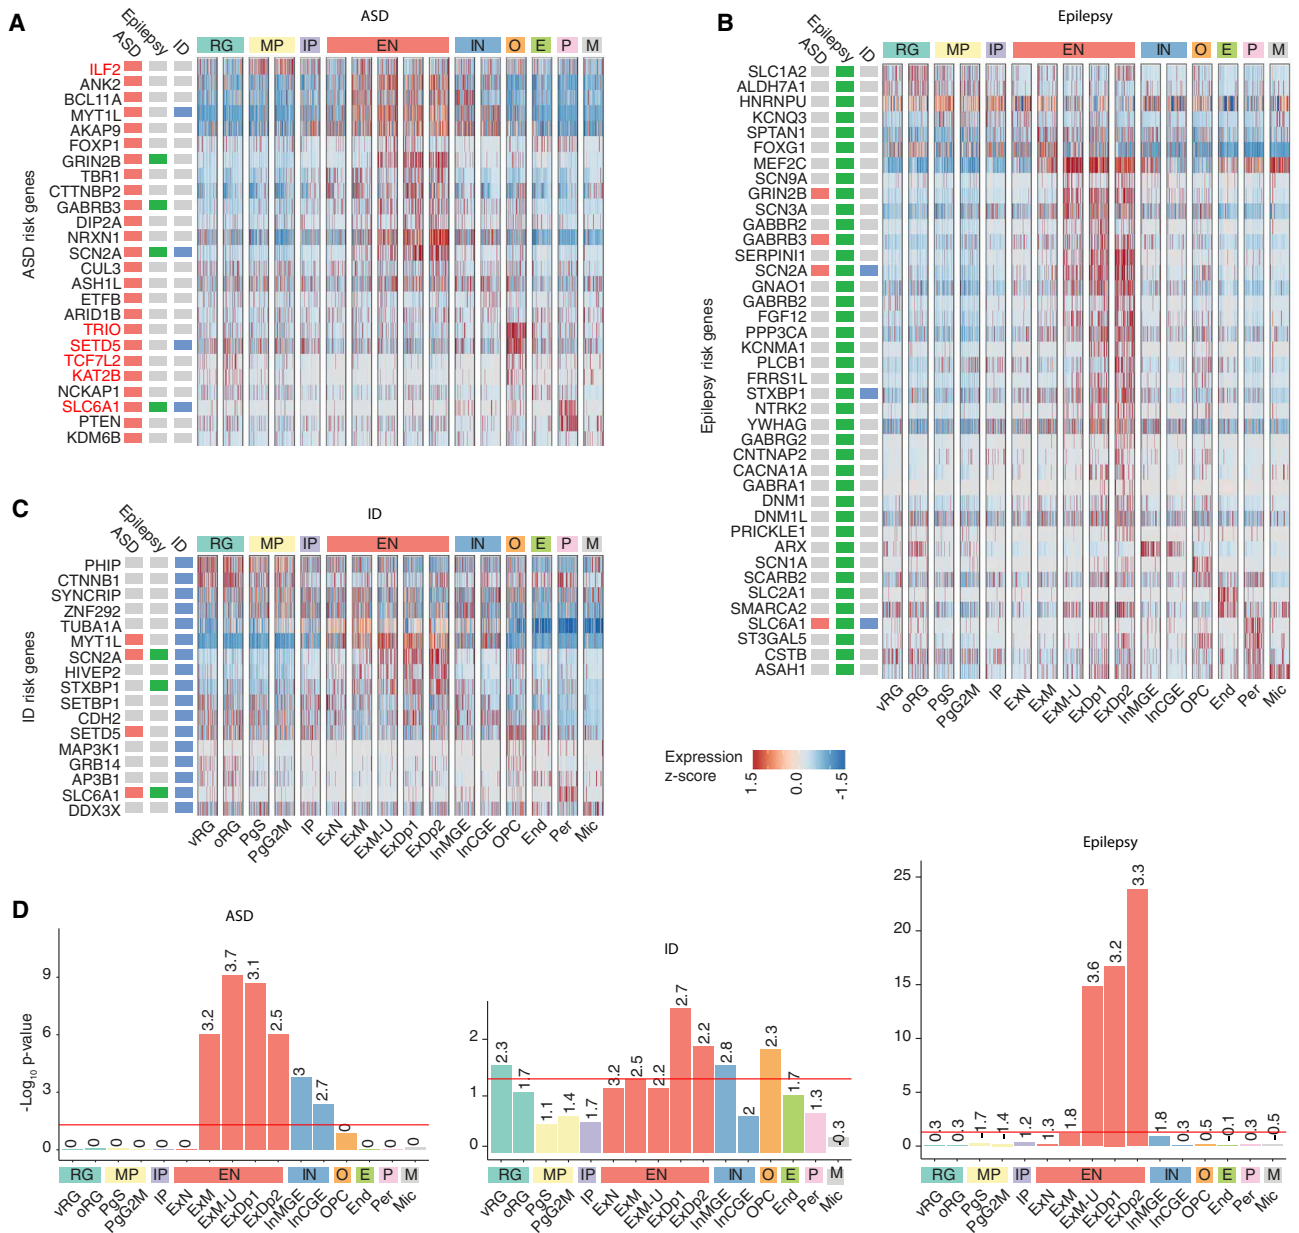 A
ASD
ASD
Epilepsy
ID
RG MP IP EN IN O E P M
ASD risk genes
ILF2
ANK2
BCL11A
MYT1L
AKAP9
FOXP1
GRIN2B
TBR1
CTTNBP2
GABRB3
DIP2A
NRXN1
SCN2A
CUL3
ASH1L
ETFB
ARID1B
TRIO
SETD5
TCF7L2
KAT2B
NCKAP1
SLC6A1
PTEN
KDM6B
B
Epilepsy
ASD
Epilepsy
ID
RG MP IP EN IN O E P M
Epilepsy risk genes
SLC1A2
ALDH7A1
HNRNPU
KCNQ3
SPTAN1
FOXG1
MEF2C
SCN9A
GRIN2B
SCN3A
GABBR2
GABRB3
SERPINI1
SCN2A
GNAO1
GABRB2
FGF12
PPP3CA
KCNMA1
PLCB1
FRRS1L
STXBP1
NTRK2
YWHAG
GABRG2
CNTNAP2
CACNA1A
GABRA1
DNM1
DNM1L
PRICKLE1
ARX
SCN1A
SCARB2
SLC2A1
SMARCA2
SLC6A1
ST3GAL5
CSTB
ASAH1
vRG oRG PgS PgG2M IP ExN ExM ExM-U ExDp1 ExDp2 InMGE InCGE OPC End Per Mic
C
ID
ASD
Epilepsy
ID
RG MP IP EN IN O E P M
ID risk genes
PHIP
CTNNB1
SYNCRIP
ZNF292
TUBA1A
MYT1L
SCN2A
HIVEP2
STXBP1
SETBP1
CDH2
SETD5
MAP3K1
GRB14
AP3B1
SLC6A1
DDX3X
vRG oRG PgS PgG2M IP ExN ExM ExM-U ExDp1 ExDp2 InMGE InCGE OPC End Per Mic
Expression
z-score
1.5 0.0 -1.5
D
ASD
-Log10 p-value
9
6
3
0
0 0 0 0 0 0 3.2 3.7 3.1 2.5 3 2.7 0 0 0 0
RG MP IP EN IN O E P M
vRG oRG PgS PgG2M IP ExN ExM ExM-U ExDp1 ExDp2 InMGE InCGE OPC End Per Mic
ID
2
1
0
2.3 1.7 1.1 1.4 1.7 3.2 2.5 2.2 2.7 2.2 2.8 2 2.3 1.7 1.3 -0.3
RG MP IP EN IN O E P M
vRG oRG PgS PgG2M IP ExN ExM ExM-U ExDp1 ExDp2 InMGE InCGE OPC End Per Mic
Epilepsy
25
20
15
10
5
0
0.3 0.3 -1.7 -1.4 1.2 1.3 1.8 3.6 3.2 3.3 1.8 0.3 0.5 -0.1 0.3 -0.5
RG MP IP EN IN O E P M
vRG oRG PgS PgG2M IP ExN ExM ExM-U ExDp1 ExDp2 InMGE InCGE OPC End Per Mic